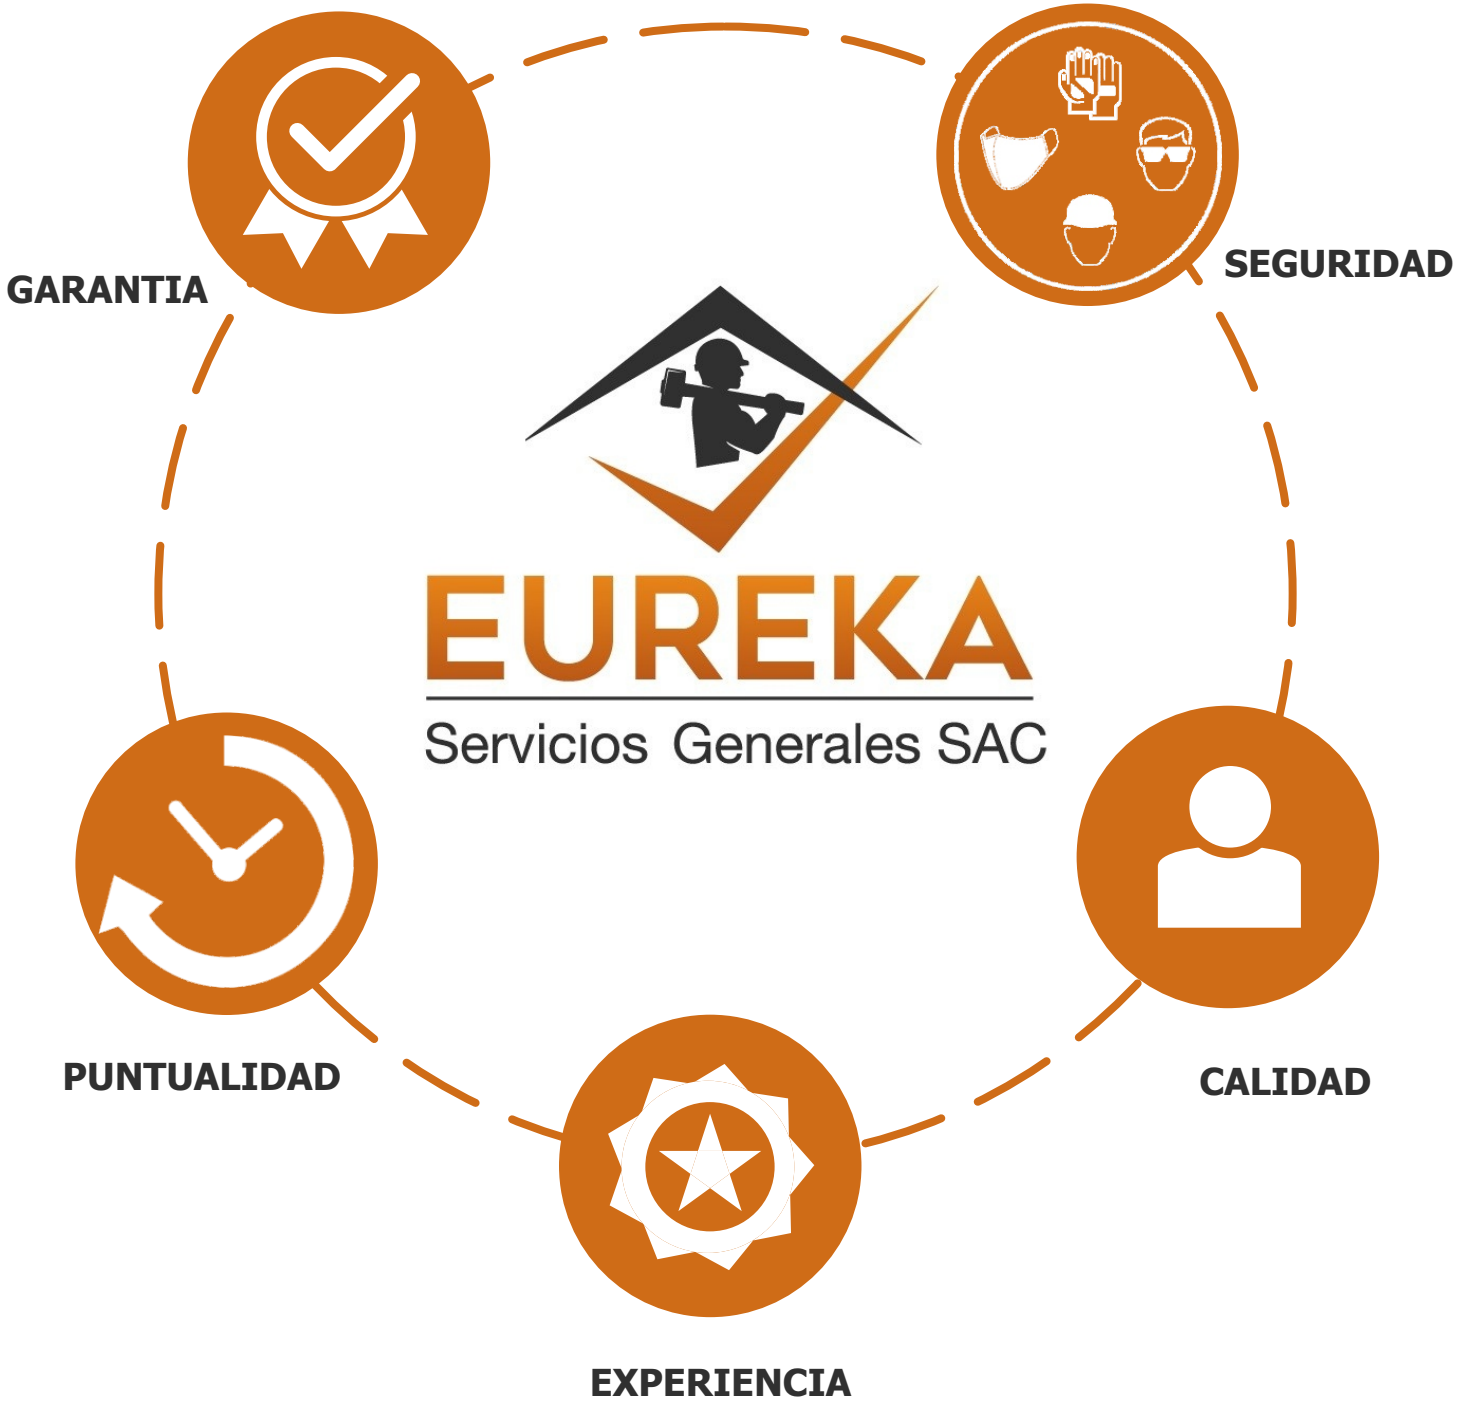 SEGURIDAD
GARANTIA
EUREKA
Servicios Generales SAC
PUNTUALIDAD
CALIDAD
EXPERIENCIA